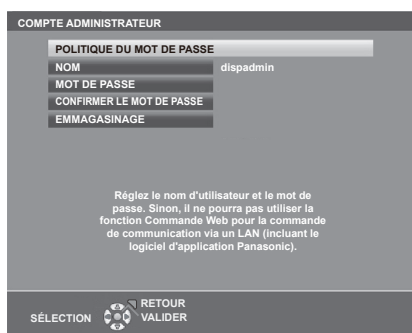 COMPTE ADMINISTRATEUR
POLITIQUE DU MOT DE PASSE
NOM dispadmin
MOT DE PASSE
CONFIRMER LE MOT DE PASSE
EMMAGASINAGE
Réglez le nom d'utilisateur et le mot de
passe. Sinon, il ne pourra pas utiliser la
fonction Commande Web pour la commande
de communication via un LAN (incluant le
logiciel d'application Panasonic).
RETOUR
SÉLECTION VALIDER